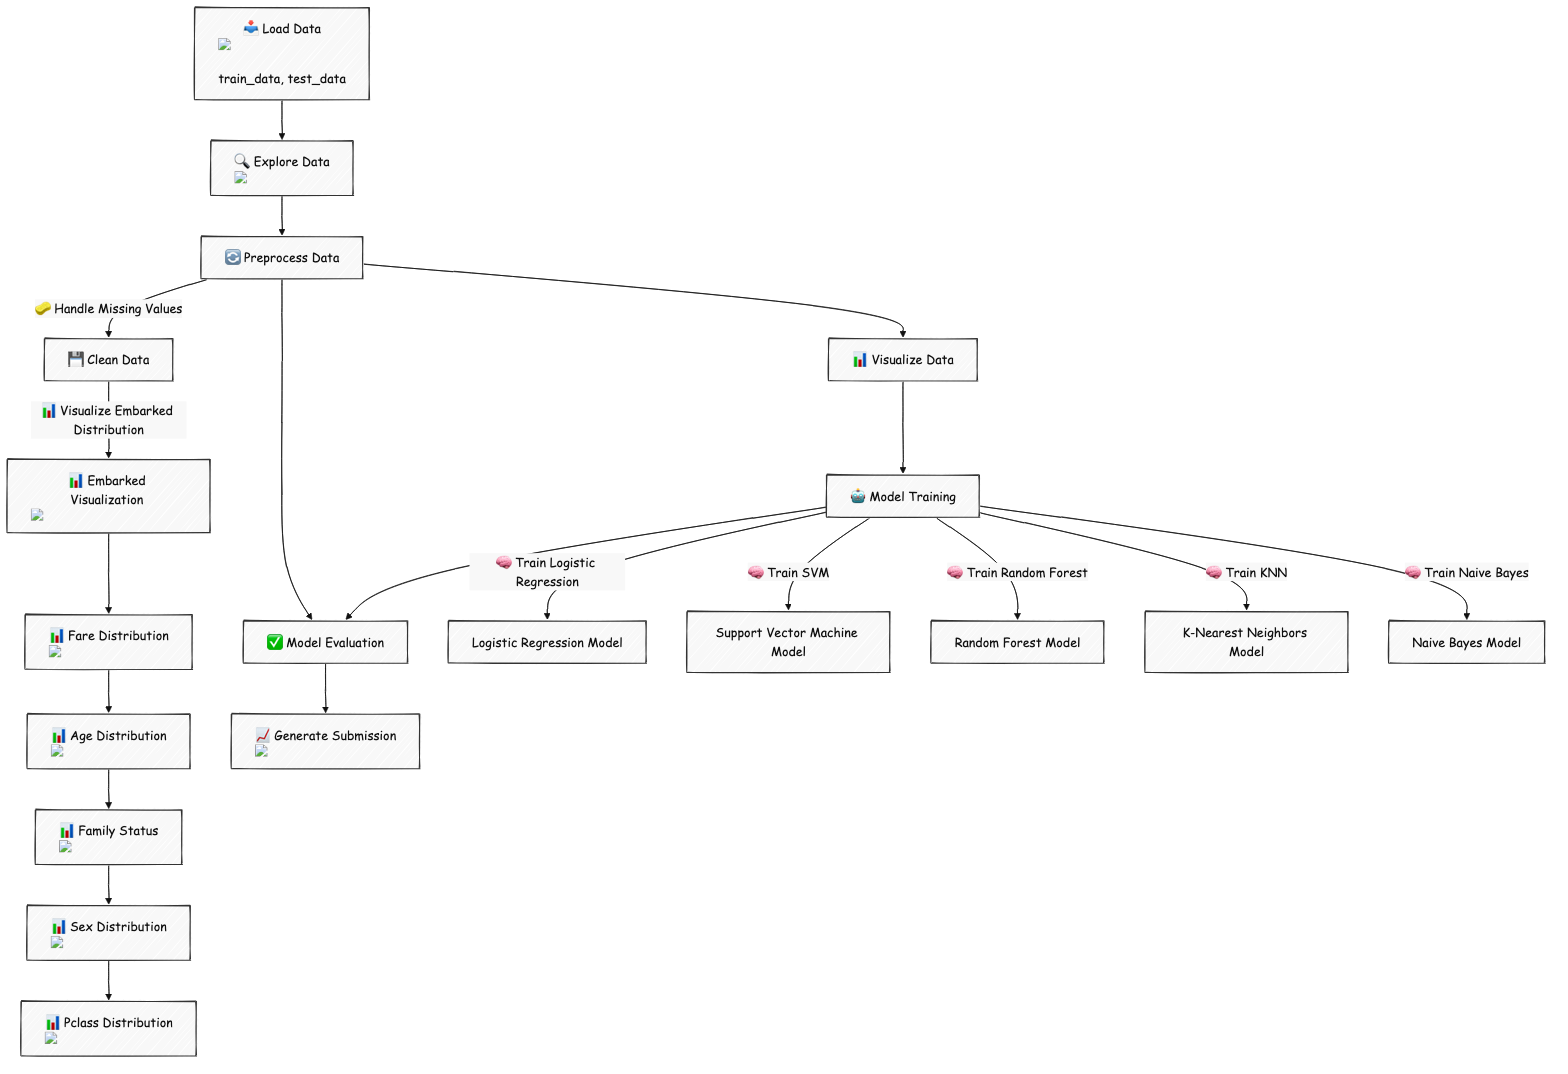 Load Data
train_data, test_data
Explore Data
Preprocess Data
Handle Missing Values
Clean Data
Visualize Data
Visualize Embarked
Distribution
Embarked
Visualization
Model Training
Train Logistic
Regression
Train SVM
Train Random Forest
Train KNN
Train Naive Bayes
Fare Distribution
Model Evaluation
Logistic Regression Model
Support Vector Machine
Model
Random Forest Model
K-Nearest Neighbors
Model
Naive Bayes Model
Age Distribution
Generate Submission
Family Status
Sex Distribution
Pclass Distribution